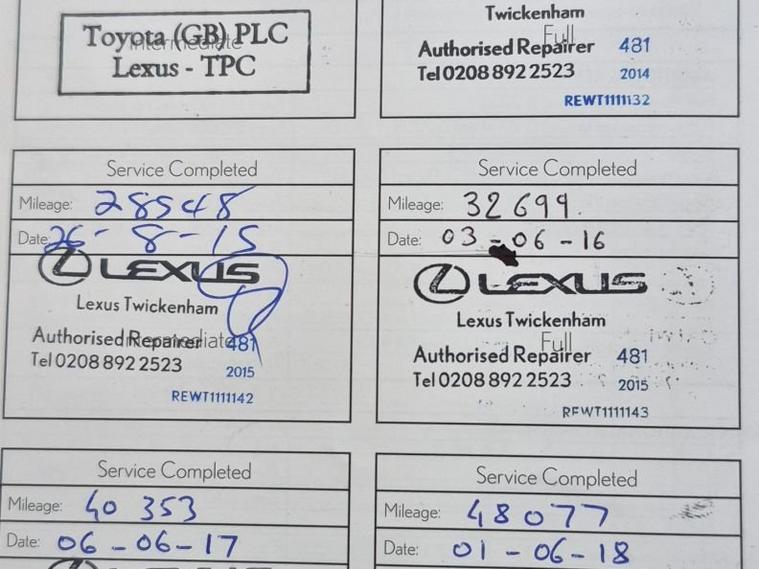 Intermediate
Toyota (GB) PLC
Lexus - TPC
Twickenham
Full
Authorised Repairer 481
Tel 0208 892 2523 2014
REWT1111132
Service Completed
Mileage: 28548
Date: 26-8-15
LEXUS
Lexus Twickenham
Intermediate
Authorised Repairer 481
Tel 0208 892 2523 2015
REWT1111142
Service Completed
Mileage: 32 699.
Date: 03-06-16
LEXUS
Lexus Twickenham
Full
Authorised Repairer 481
Tel 0208 892 2523 2015
REWT1111143
Service Completed
Mileage: 40 353
Date: 06-06-17
Service Completed
Mileage: 48077
Date: 01-06-18